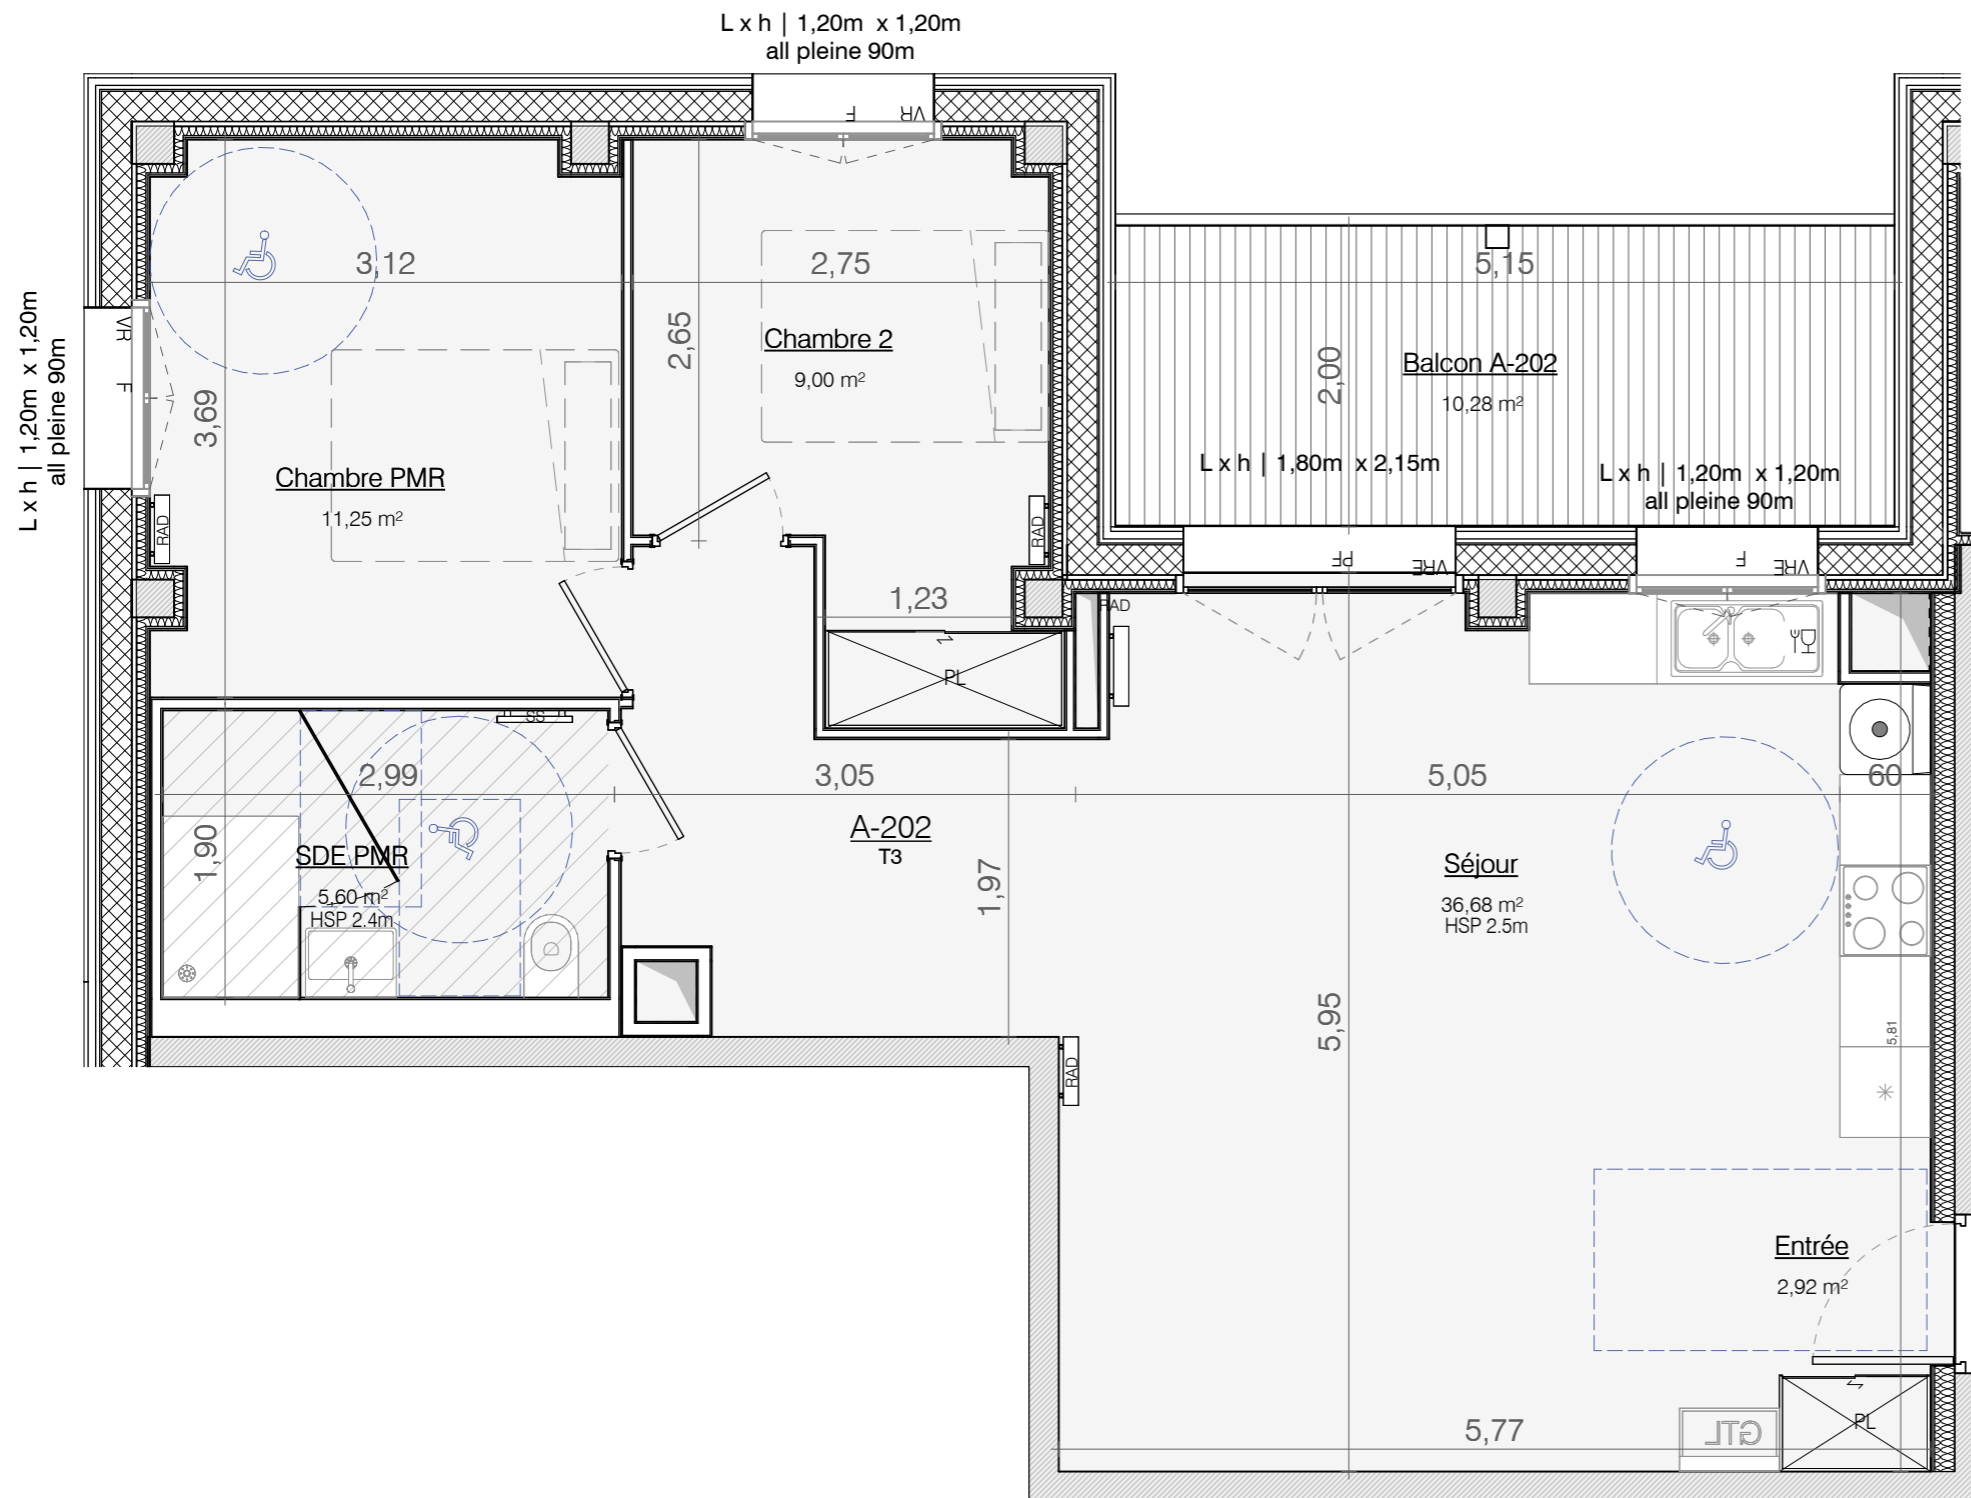 L x h | 1,20m x 1,20m
all pleine 90m
F VR
3,12
2,75
5,15
L x h | 1,20m x 1,20m
all pleine 90m
VR
F
2,65
Chambre 2
9,00 m²
2,00
Balcon A-202
10,28 m²
3,69
Chambre PMR
11,25 m²
L x h | 1,80m x 2,15m
L x h | 1,20m x 1,20m
all pleine 90m
RAD
RAD
PF VRE
F VRE
1,23
RAD
PL
SS
2,99
3,05
5,05
60
1,90
SDE PMR
5,60 m²
HSP 2.4m
A-202
T3
1,97
Séjour
36,68 m²
HSP 2.5m
5,95
5,81
RAD
Entrée
2,92 m²
5,77
GTL
PL